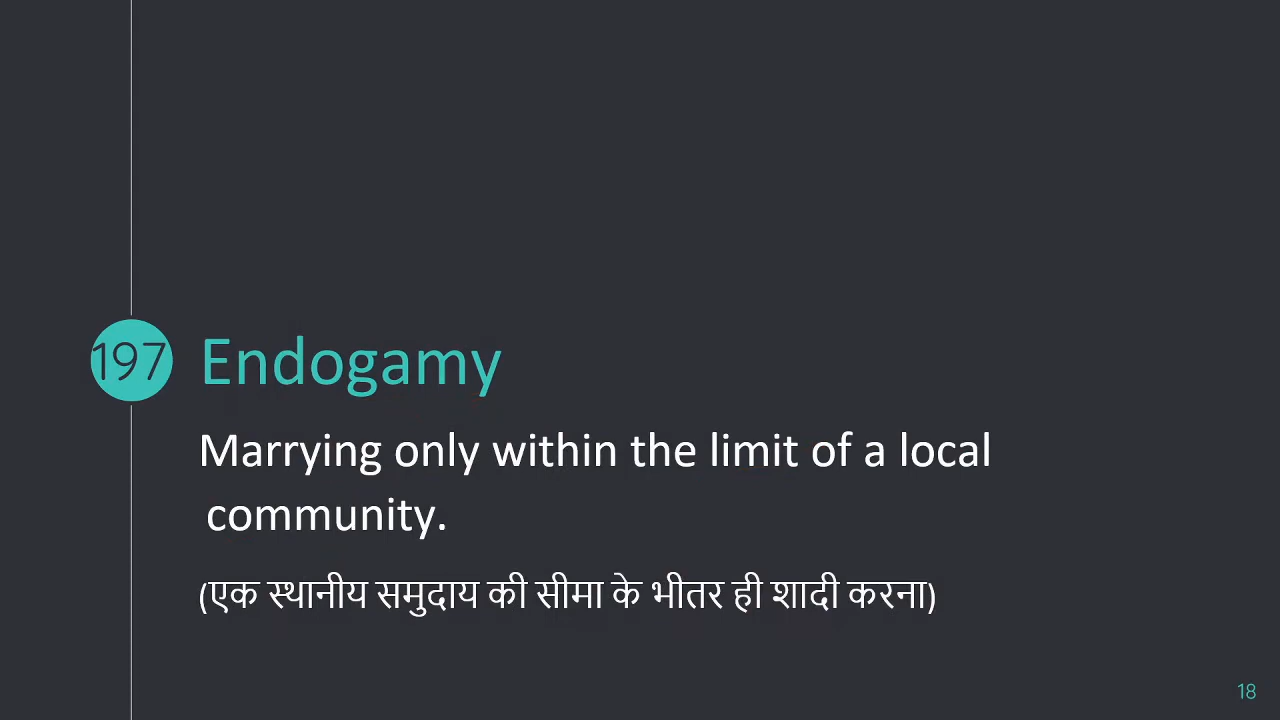 197 Endogamy
Marrying only within the limit of a local
community.
(एक स्थानीय समुदाय की सीमा के भीतर ही शादी करना)
18